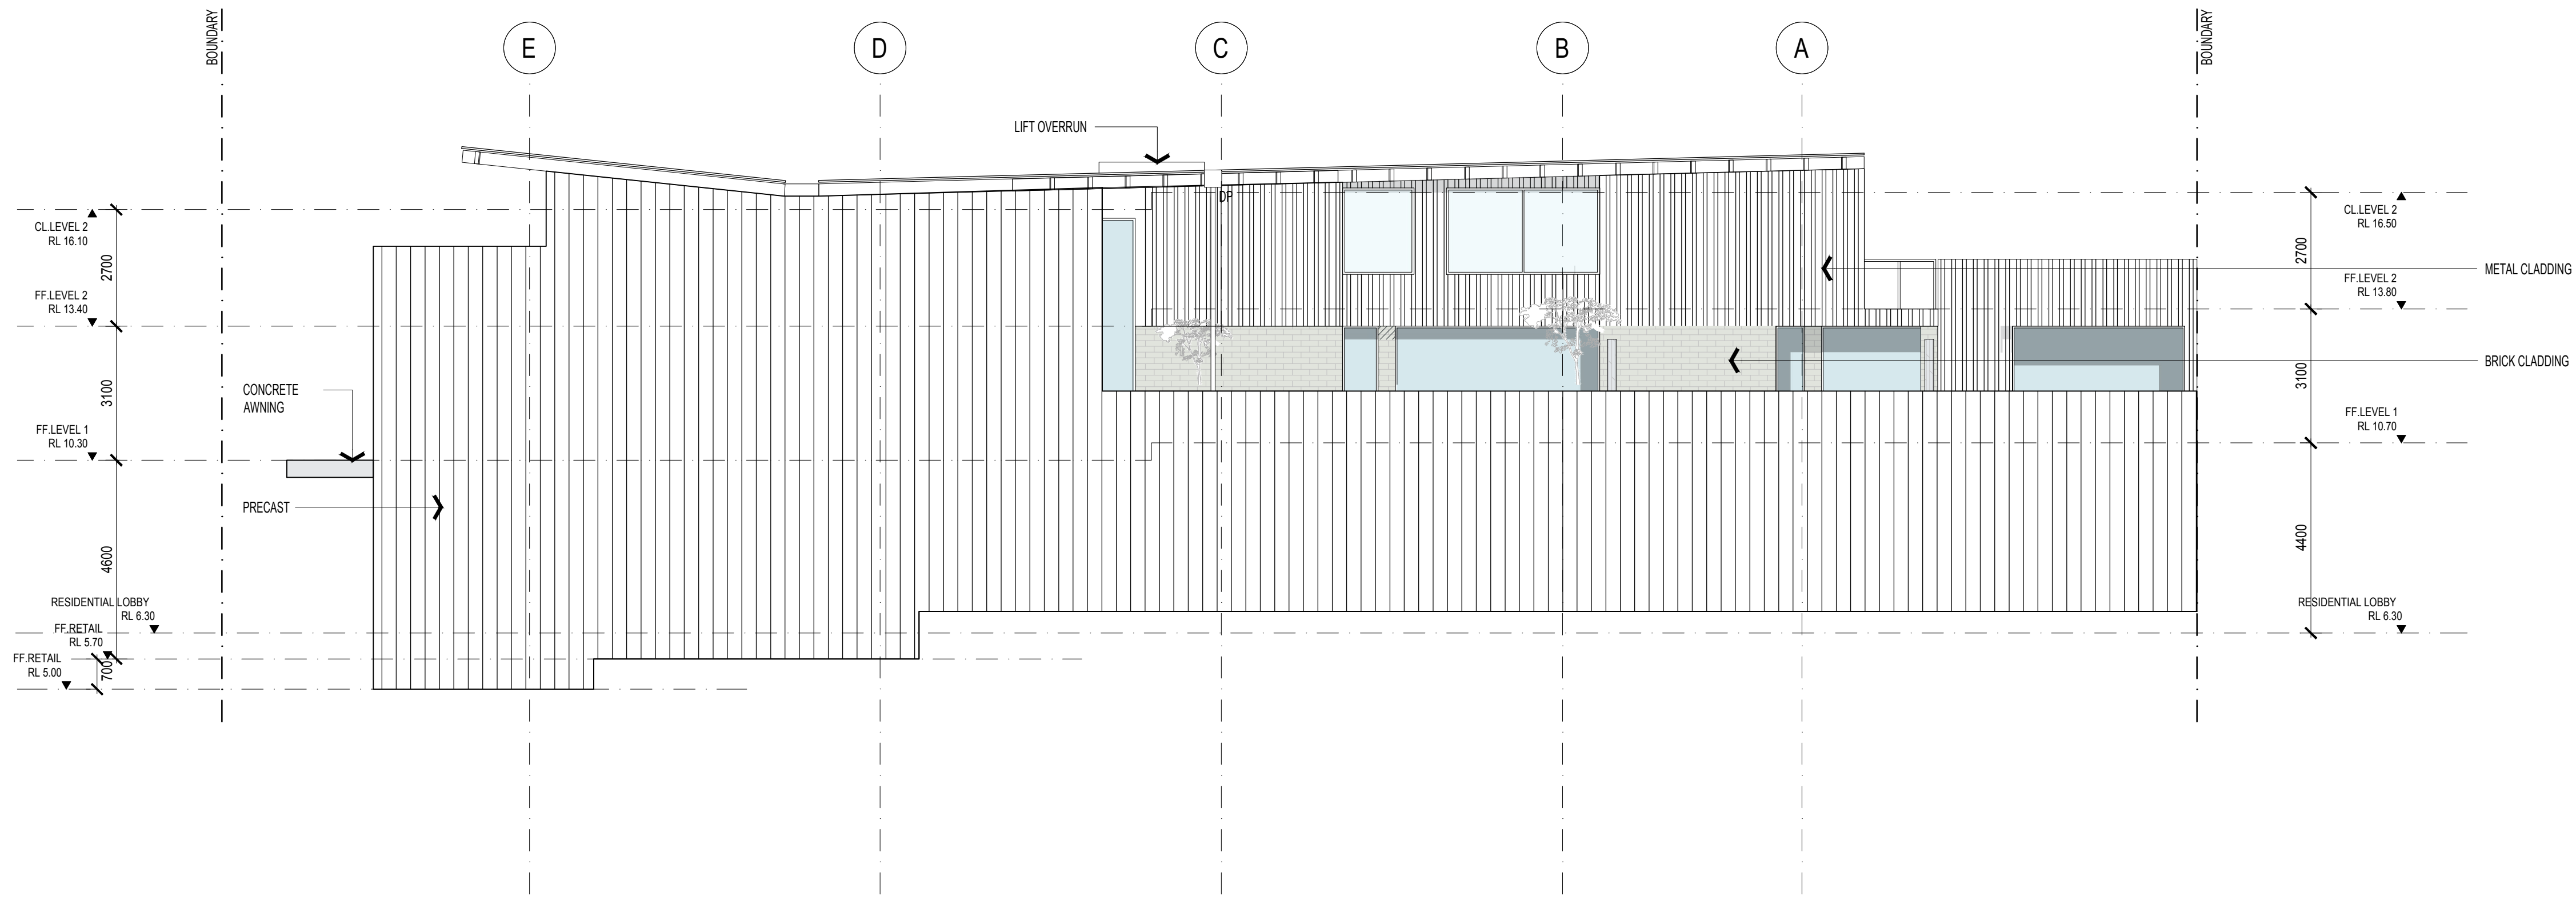 BOUNDARY
E
D
C
B
A
BOUNDARY
LIFT OVERRUN
DP
CL.LEVEL 2
RL 16.10
2700
FF.LEVEL 2
RL 13.40
3100
CONCRETE
AWNING
FF.LEVEL 1
RL 10.30
PRECAST
4600
RESIDENTIAL LOBBY
RL 6.30
FF.RETAIL
RL 5.70
FF.RETAIL
RL 5.00
700
CL.LEVEL 2
RL 16.50
2700
METAL CLADDING
FF.LEVEL 2
RL 13.80
BRICK CLADDING
3100
FF.LEVEL 1
RL 10.70
4400
RESIDENTIAL LOBBY
RL 6.30